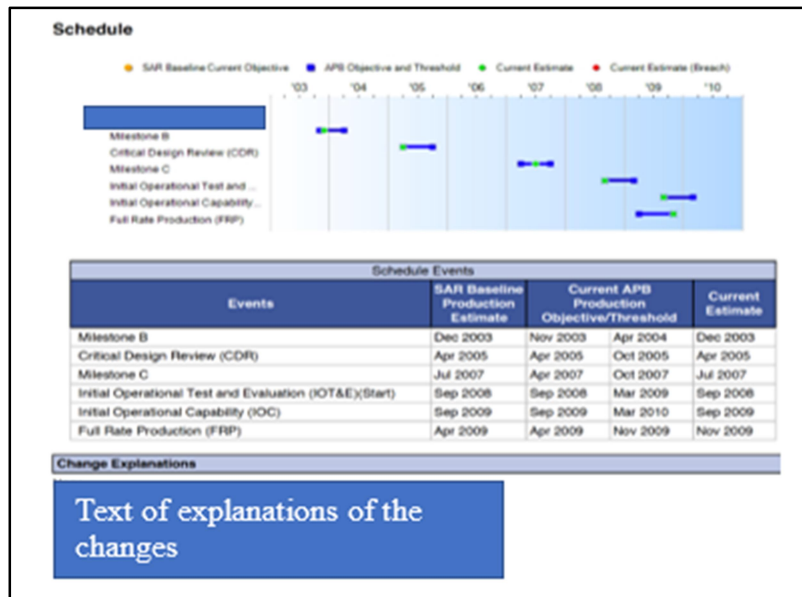 Schedule
SAR Baseline Current Objective APB Objective and Threshold Current Estimate Current Estimate (Breach)
'03 '04 '05 '06 '07 '08 '09 '10
Milestone B
Critical Design Review (CDR)
Milestone C
Initial Operational Test and ...
Initial Operational Capability...
Full Rate Production (FRP)
Schedule Events
Events SAR Baseline Production Estimate Current APB Production Objective/Threshold Current Estimate
Milestone B Dec 2003 Nov 2003 Apr 2004 Dec 2003
Critical Design Review (CDR) Apr 2005 Apr 2005 Oct 2005 Apr 2005
Milestone C Jul 2007 Apr 2007 Oct 2007 Jul 2007
Initial Operational Test and Evaluation (IOT&E)(Start) Sep 2008 Sep 2008 Mar 2009 Sep 2008
Initial Operational Capability (IOC) Sep 2009 Sep 2009 Mar 2010 Sep 2009
Full Rate Production (FRP) Apr 2009 Apr 2009 Nov 2009 Nov 2009
Change Explanations
Text of explanations of the
changes